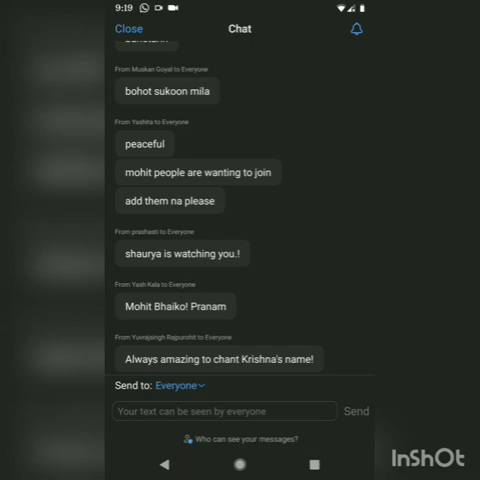 9:19
Close
Chat
From Muskan Goyal to Everyone
bohot sukoon mila
From Yashita to Everyone
peaceful
mohit people are wanting to join
add them na please
From prashasti to Everyone
shaurya is watching you.!
From Yash Kala to Everyone
Mohit Bhaiko! Pranam
From Yuvrajsingh Rajpurohit to Everyone
Always amazing to chant Krishna's name!
Send to: Everyone
Your text can be seen by everyone
Send
Who can see your messages?
InShOt